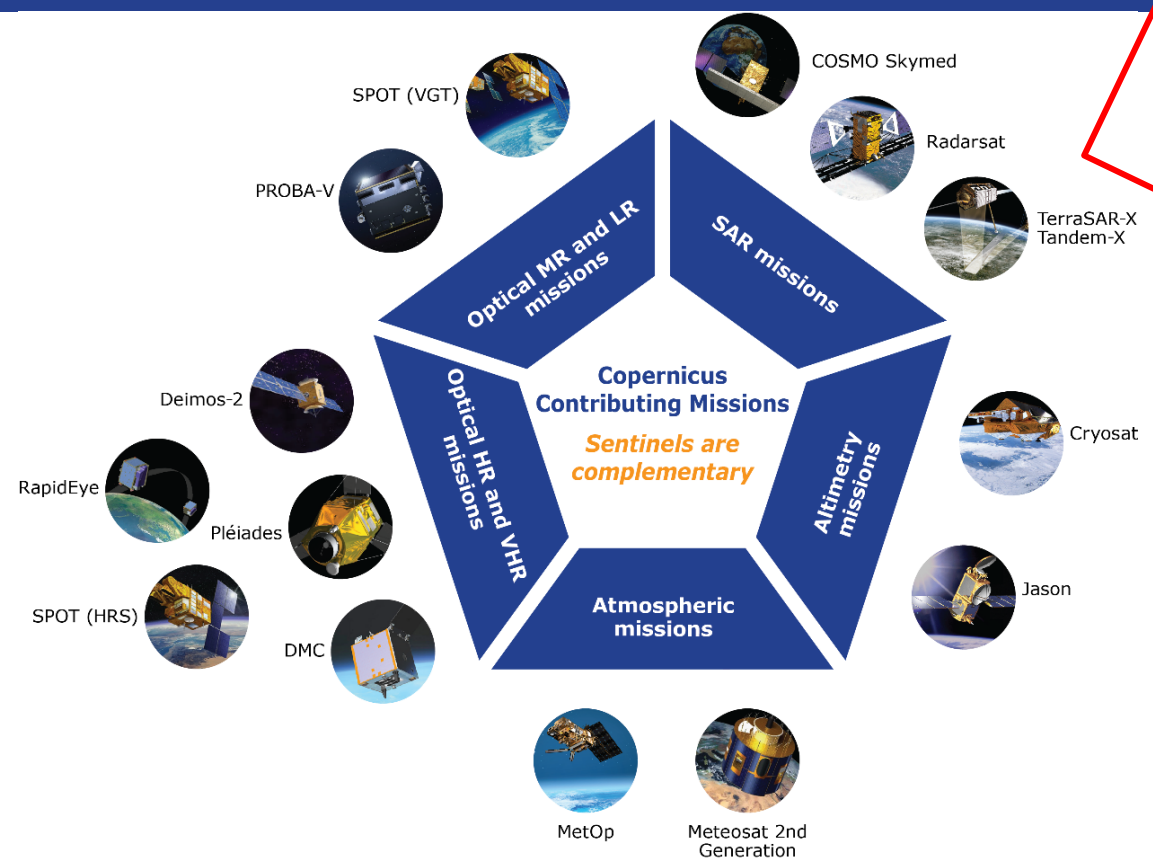 COSMO Skymed
SPOT (VGT)
Radarsat
PROBA-V
TerraSAR-X
Tandem-X
Optical MR and LR
missions
SAR missions
Copernicus
Contributing Missions
Sentinels are
complementary
Deimos-2
Optical HR and VHR
missions
Altimetry
missions
Cryosat
RapidEye
Pléiades
SPOT (HRS)
DMC
Jason
Atmospheric
missions
MetOp
Meteosat 2nd
Generation